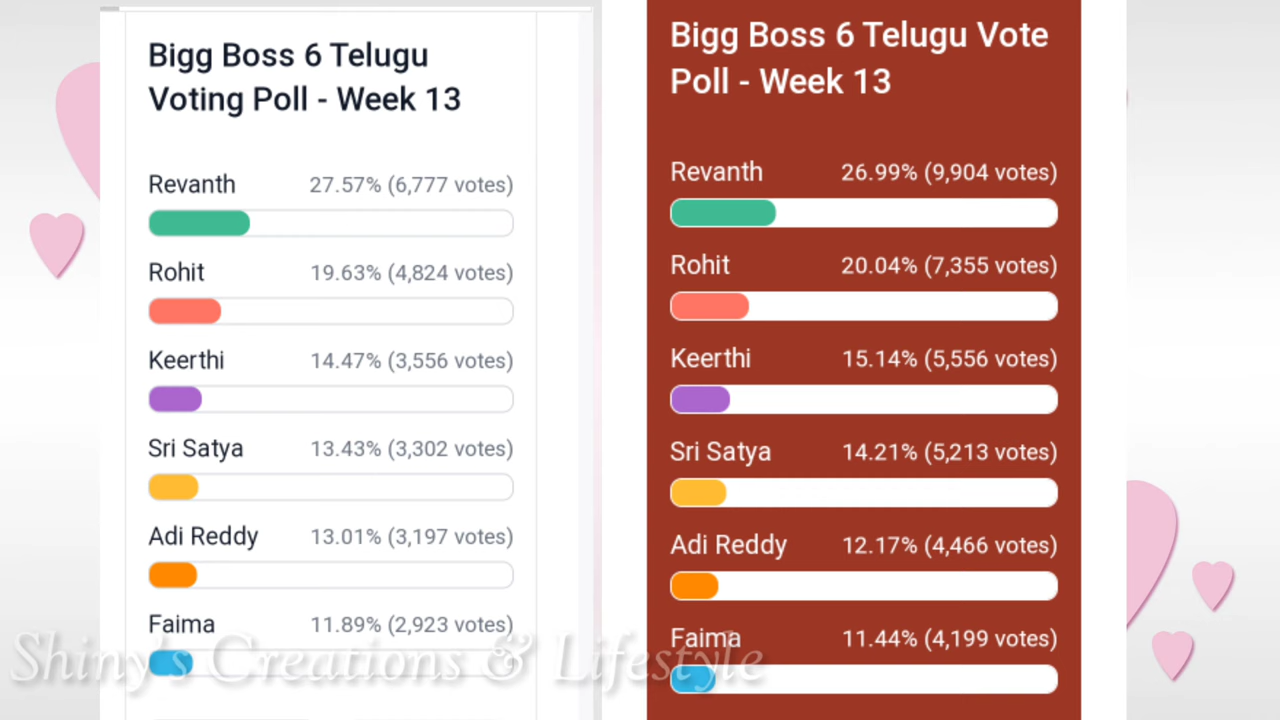 Bigg Boss 6 Telugu
Voting Poll - Week 13
Revanth 27.57% (6,777 votes)
Rohit 19.63% (4,824 votes)
Keerthi 14.47% (3,556 votes)
Sri Satya 13.43% (3,302 votes)
Adi Reddy 13.01% (3,197 votes)
Faima 11.89% (2,923 votes)
Bigg Boss 6 Telugu Vote
Poll - Week 13
Revanth 26.99% (9,904 votes)
Rohit 20.04% (7,355 votes)
Keerthi 15.14% (5,556 votes)
Sri Satya 14.21% (5,213 votes)
Adi Reddy 12.17% (4,466 votes)
Faima 11.44% (4,199 votes)
Shiny's Creations & Lifestyle